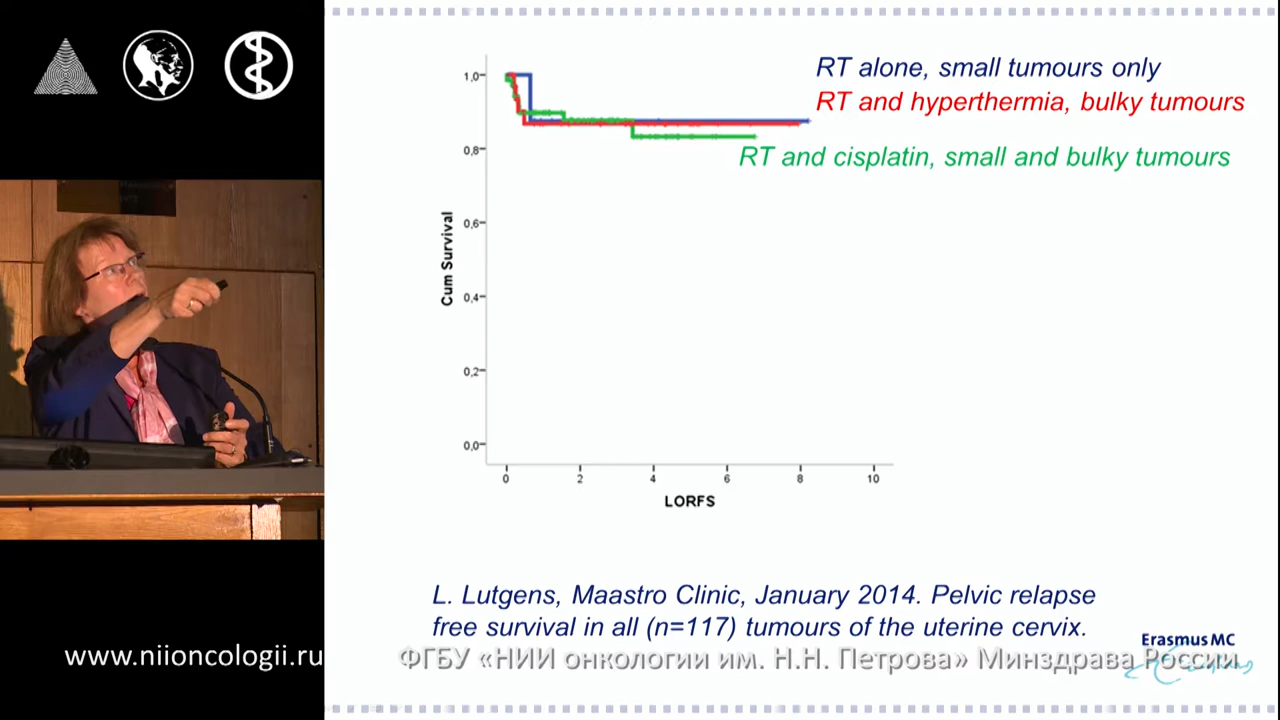 RT alone, small tumours only
RT and hyperthermia, bulky tumours
RT and cisplatin, small and bulky tumours
1,0
0,8
0,6
0,4
0,2
0,0
Cum Survival
0 2 4 6 8 10
LORFS
L. Lutgens, Maastro Clinic, January 2014. Pelvic relapse
free survival in all (n=117) tumours of the uterine cervix.
Erasmus MC
www.niioncologii.ru
ФГБУ «НИИ онкологии им. Н.Н. Петрова» Минздрава России